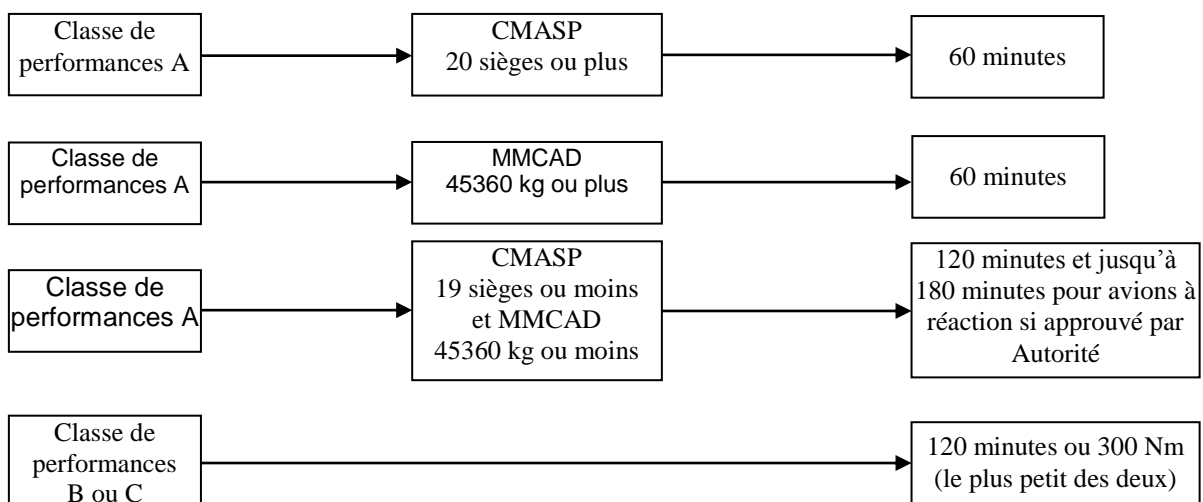 Classe de
performances A
CMASP
20 sièges ou plus
60 minutes
Classe de
performances A
MMCAD
45360 kg ou plus
60 minutes
Classe de
performances A
CMASP
19 sièges ou moins
et MMCAD
45360 kg ou moins
120 minutes et jusqu’à
180 minutes pour avions à
réaction si approuvé par
Autorité
Classe de
performances
B ou C
120 minutes ou 300 Nm
(le plus petit des deux)